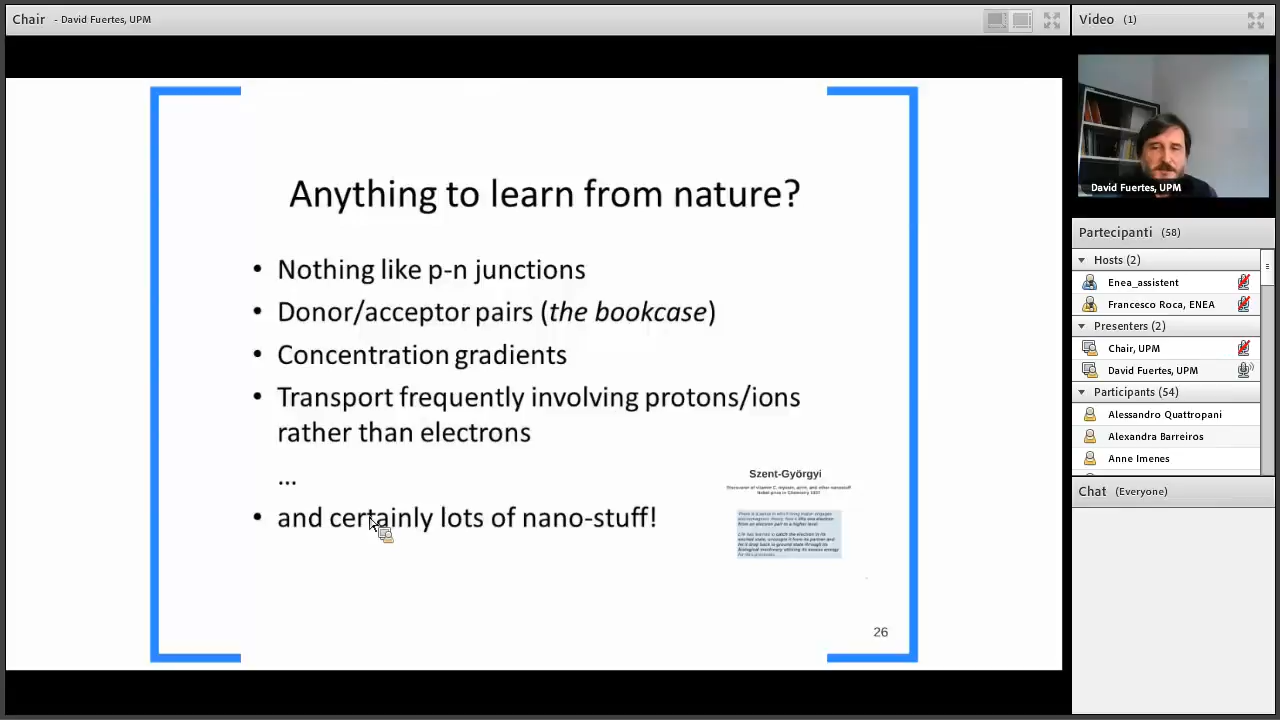 Chair - David Fuertes, UPM
Video (1)
David Fuertes, UPM
Partecipanti (58)
Hosts (2)
Enea_assistent
Francesco Roca, ENEA
Presenters (2)
Chair, UPM
David Fuertes, UPM
Participants (54)
Alessandro Quattropani
Alexandra Barreiros
Anne Imenes
Chat (Everyone)
Anything to learn from nature?
• Nothing like p-n junctions
• Donor/acceptor pairs (the bookcase)
• Concentration gradients
• Transport frequently involving protons/ions
rather than electrons
...
• and certainly lots of nano-stuff!
Szent-Györgyi
26